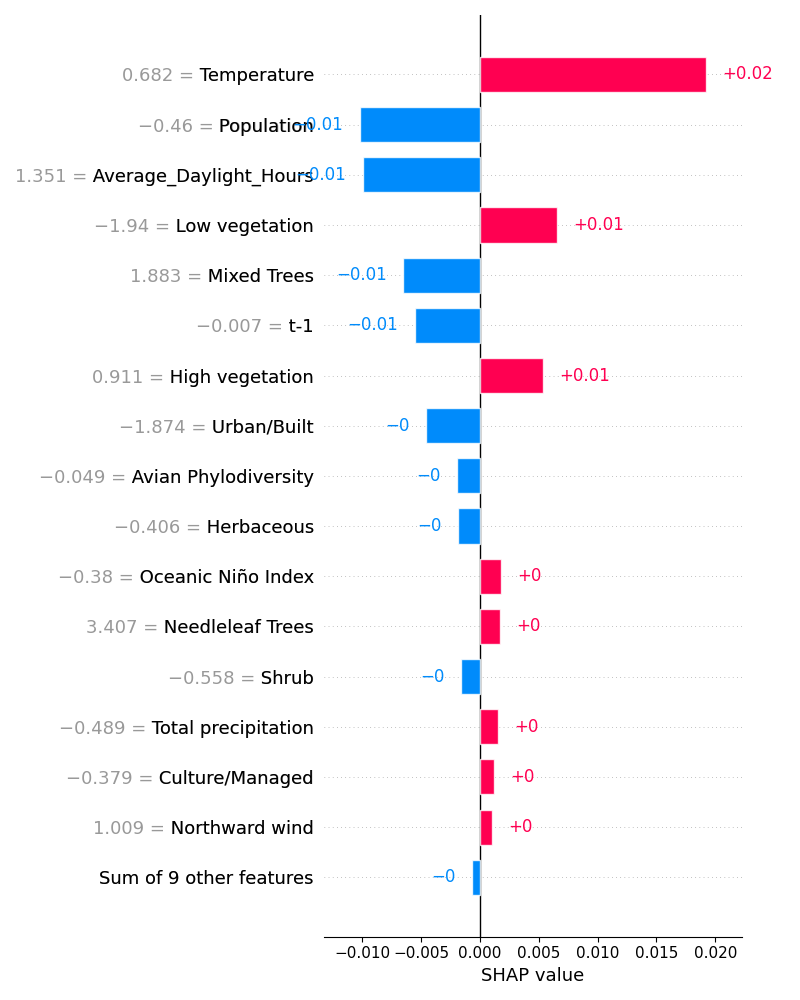 0.682 = Temperature +0.02
−0.46 = Population −0.01
1.351 = Average_Daylight_Hours −0.01
−1.94 = Low vegetation +0.01
1.883 = Mixed Trees −0.01
−0.007 = t-1 −0.01
0.911 = High vegetation +0.01
−1.874 = Urban/Built −0
−0.049 = Avian Phylodiversity −0
−0.406 = Herbaceous −0
−0.38 = Oceanic Niño Index +0
3.407 = Needleleaf Trees +0
−0.558 = Shrub −0
−0.489 = Total precipitation +0
−0.379 = Culture/Managed +0
1.009 = Northward wind +0
Sum of 9 other features −0
−0.010 −0.005 0.000 0.005 0.010 0.015 0.020
SHAP value